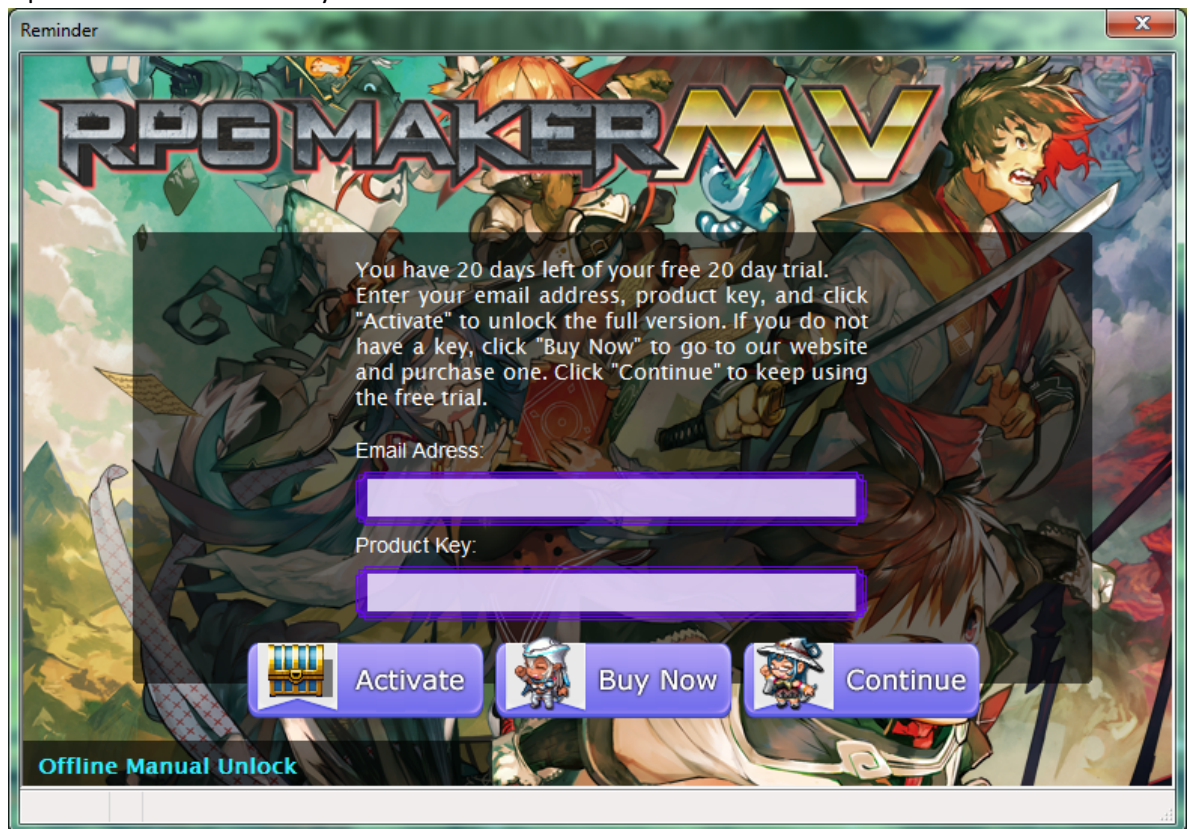 Reminder
RPG MAKER MV
You have 20 days left of your free 20 day trial.
Enter your email address, product key, and click
"Activate" to unlock the full version. If you do not
have a key, click "Buy Now" to go to our website
and purchase one. Click "Continue" to keep using
the free trial.
Email Adress:
Product Key:
Activate
Buy Now
Continue
Offline Manual Unlock